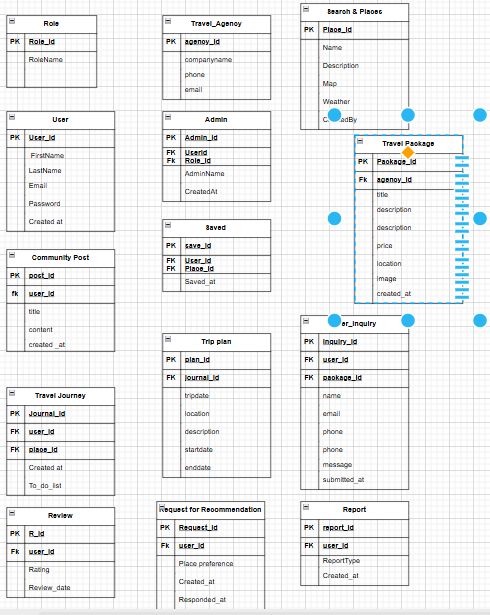 Role
PK Role_id
RoleName
Travel_Agency
PK agency_id
companyname
phone
email
Search & Places
PK Place_id
Name
Description
Map
Weather
User
PK User_id
FirstName
LastName
Email
Password
Created at
Admin
PK Admin_id
FK UserId
Fk Role_id
AdminName
CreatedAt
Travel Package
PK Package_id
Fk agency_id
title
description
description
price
location
image
created_at
Saved
PK save_id
FK User_id
FK Place_id
Saved_at
Community Post
PK post_id
fk user_id
title
content
created _at
Trip plan
PK plan_id
FK journal_id
tripdate
location
description
startdate
enddate
er_Inquiry
PK inquiry_id
FK user_id
FK package_id
name
email
phone
phone
message
submitted_at
Travel Journey
PK Journal_id
FK user_id
FK place_id
Created at
To_do_list
Review
PK R_id
Fk user_id
Rating
Review_date
Request for Recommendation
PK Request_id
Fk user_id
Place preference
Created_at
Responded_at
Report
PK report_id
FK user_id
ReportType
Created_at